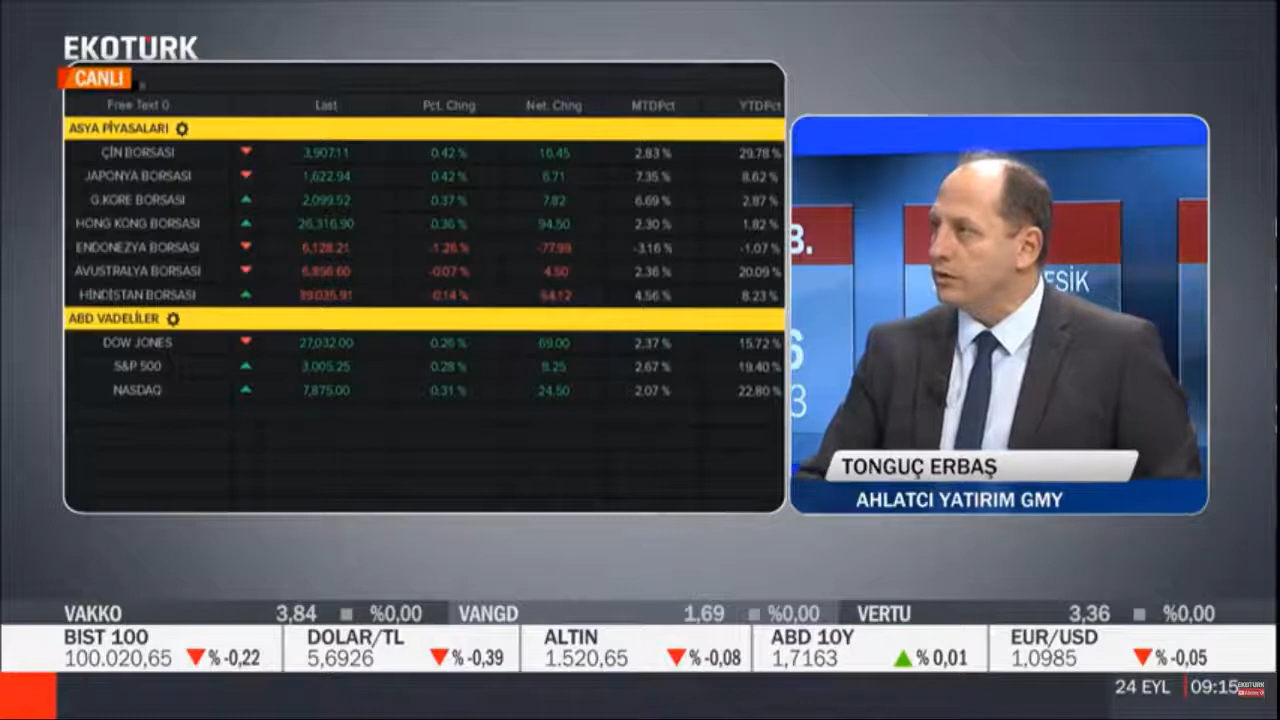 EKOTÜRK
CANLI
Free Text 0 Last Pct. Chng Net. Chng MTDPct YTDPct
ASYA PİYASALARI
ÇİN BORSASI 3,907.11 0.42 % 16.45 2.83 % 29.78 %
JAPONYA BORSASI 1,622.94 0.42 % 6.71 7.35 % 8.62 %
G.KORE BORSASI 2,099.52 0.37 % 7.82 6.69 % 2.87 %
HONG KONG BORSASI 26,316.90 0.36 % 94.50 2.30 % 1.82 %
ENDONEZYA BORSASI 6,128.21 -1.26 % -77.99 -3.16 % -1.07 %
AVUSTRALYA BORSASI -0.07 % 2.36 % 20.09 %
HİNDİSTAN BORSASI 39035.91 -0.14 % 4.56 % 8.23 %
ABD VADELİLER
DOW JONES 27,032.00 0.26 % 69.00 2.37 % 15.72 %
S&P 500 3,005.25 0.28 % 8.25 2.67 % 19.40 %
NASDAQ 7,875.00 0.31 % 24.50 2.07 % 22.80 %
3.
ESİK
6
3
TONGUÇ ERBAŞ
AHLATCI YATIRIM GMY
VAKKO 3,84 %0,00 VANGD 1,69 %0,00 VERTU 3,36 %0,00
BIST 100 DOLAR/TL ALTIN ABD 10Y EUR/USD
100.020,65 % -0,22 5,6926 % -0,39 1.520,65 % -0,08 1,7163 % 0,01 1,0985 % -0,05
24 EYL 09:15
EKOTÜRK